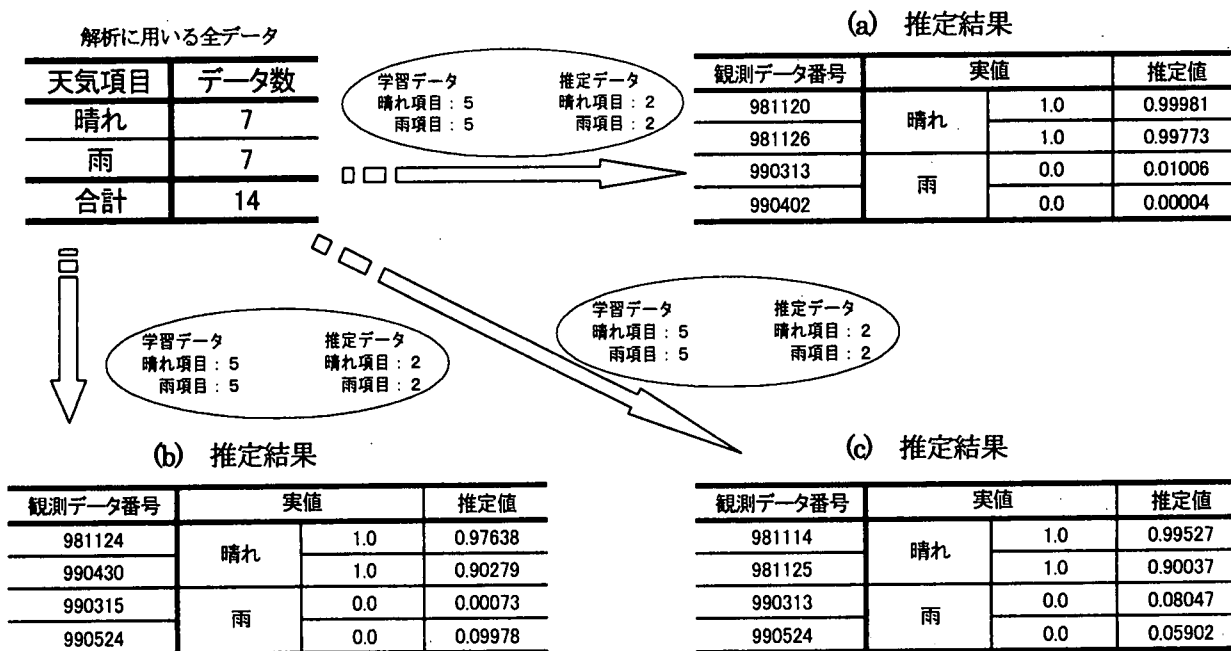 解析に用いる全データ
天気項目 データ数
晴れ 7
雨 7
合計 14
学習データ 推定データ
晴れ項目：5 晴れ項目：2
雨項目：5 雨項目：2
(a) 推定結果
観測データ番号 実値 推定値
981120 晴れ 1.0 0.99981
981126 1.0 0.99773
990313 雨 0.0 0.01006
990402 0.0 0.00004
学習データ 推定データ
晴れ項目：5 晴れ項目：2
雨項目：5 雨項目：2
学習データ 推定データ
晴れ項目：5 晴れ項目：2
雨項目：5 雨項目：2
(b) 推定結果
観測データ番号 実値 推定値
981124 晴れ 1.0 0.97638
990430 1.0 0.90279
990315 雨 0.0 0.00073
990524 0.0 0.09978
(c) 推定結果
観測データ番号 実値 推定値
981114 晴れ 1.0 0.99527
981125 1.0 0.90037
990313 雨 0.0 0.08047
990524 0.0 0.05902